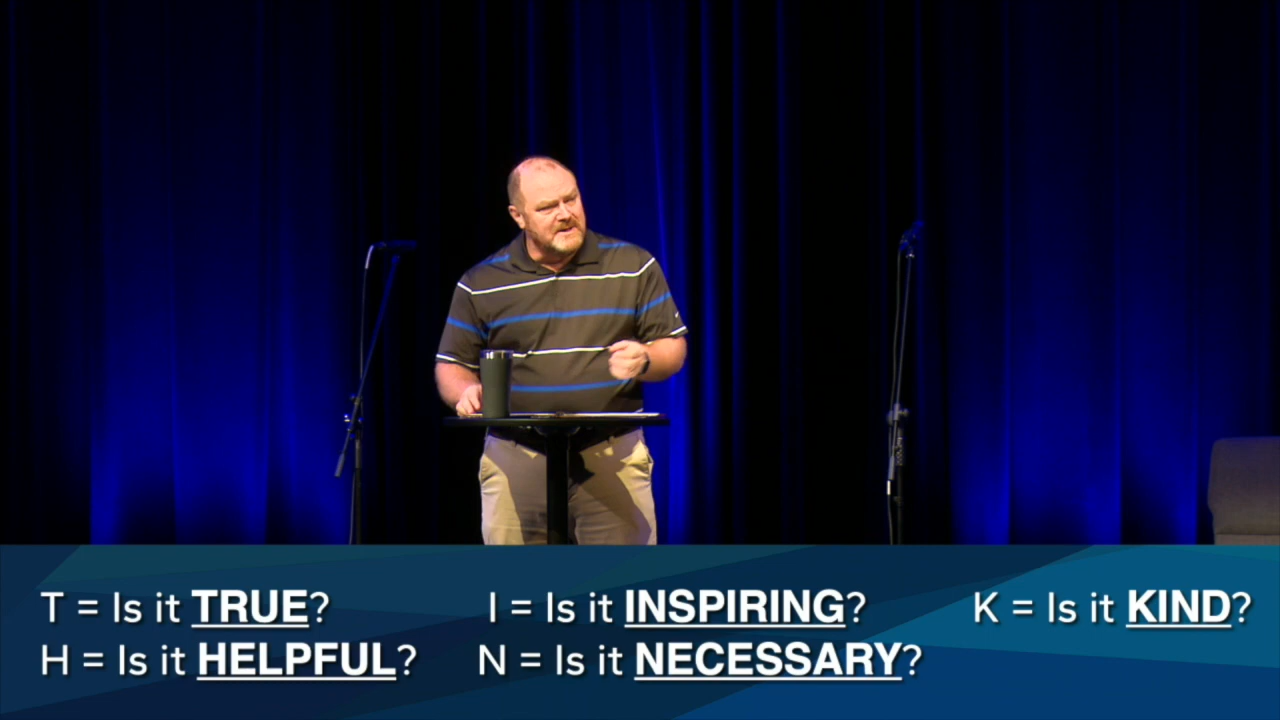 T = Is it TRUE?
H = Is it HELPFUL?
I = Is it INSPIRING?
N = Is it NECESSARY?
K = Is it KIND?